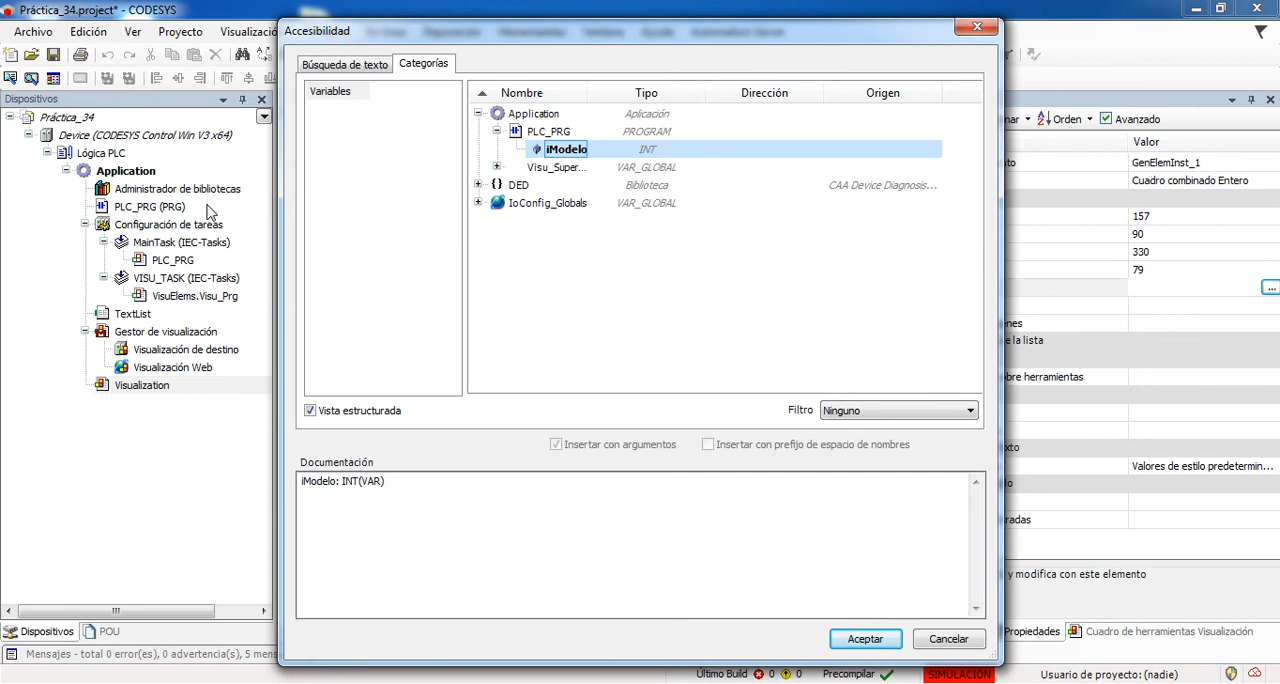 Práctica_34.project* - CODESYS
Archivo Edición Ver Proyecto Visualizació
Dispositivos
Práctica_34
Device (CODESYS Control Win V3 x64)
Lógica PLC
Application
Administrador de bibliotecas
PLC_PRG (PRG)
Configuración de tareas
MainTask (IEC-Tasks)
PLC_PRG
VISU_TASK (IEC-Tasks)
VisuElems.Visu_Prg
TextList
Gestor de visualización
Visualización de destino
Visualización Web
Visualization
Dispositivos POU
Mensajes - total 0 error(es), 0 advertencia(s), 5 mens
Accesibilidad
Búsqueda de texto Categorías
Variables
Nombre Tipo Dirección Origen
Application Aplicación
PLC_PRG PROGRAM
iModelo INT
Visu_Super... VAR_GLOBAL
DED Biblioteca CAA Device Diagnosis...
IoConfig_Globals VAR_GLOBAL
Vista estructurada
Filtro Ninguno
Insertar con argumentos Insertar con prefijo de espacio de nombres
Documentación
iModelo: INT(VAR)
Aceptar Cancelar
nar Orden Avanzado
Valor
to GenElemInst_1
Cuadro combinado Entero
157
90
330
79
...
enes
e la lista
obre herramientas
xto
Valores de estilo predetermin...
lo
radas
y modifica con este elemento
Propiedades Cuadro de herramientas Visualización
Último Build 0 0 Precompilar SIMULACIÓN Usuario de proyecto: (nadie)